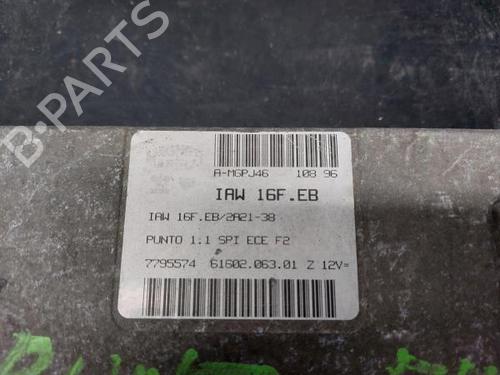 B-PARTS
A-MGPJ46 108 96
IAW 16F.EB
IAW 16F.EB/2A21-38
PUNTO 1.1 SPI ECE F2
7795574 61602.063.01 Z 12V=